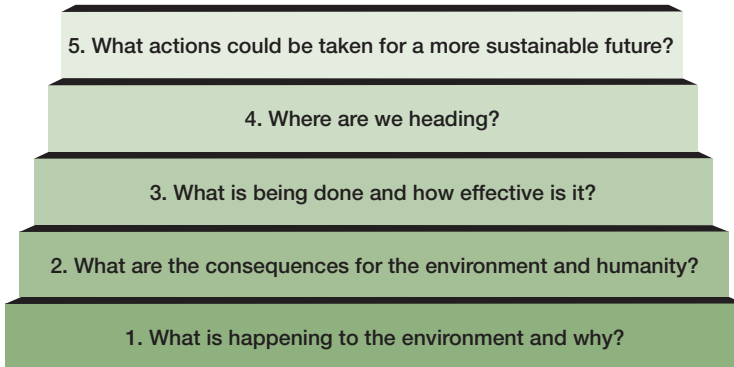 5. What actions could be taken for a more sustainable future?
4. Where are we heading?
3. What is being done and how effective is it?
2. What are the consequences for the environment and humanity?
1. What is happening to the environment and why?